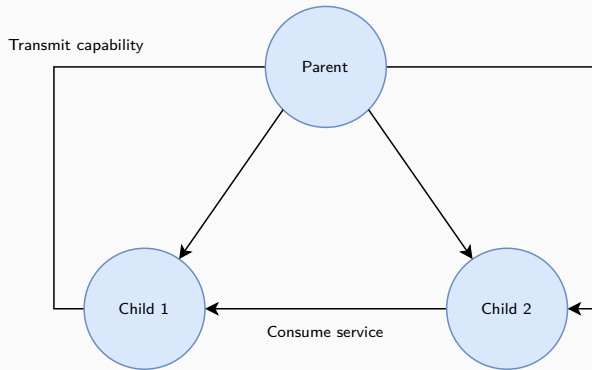 Transmit capability
Parent
Child 1
Child 2
Consume service